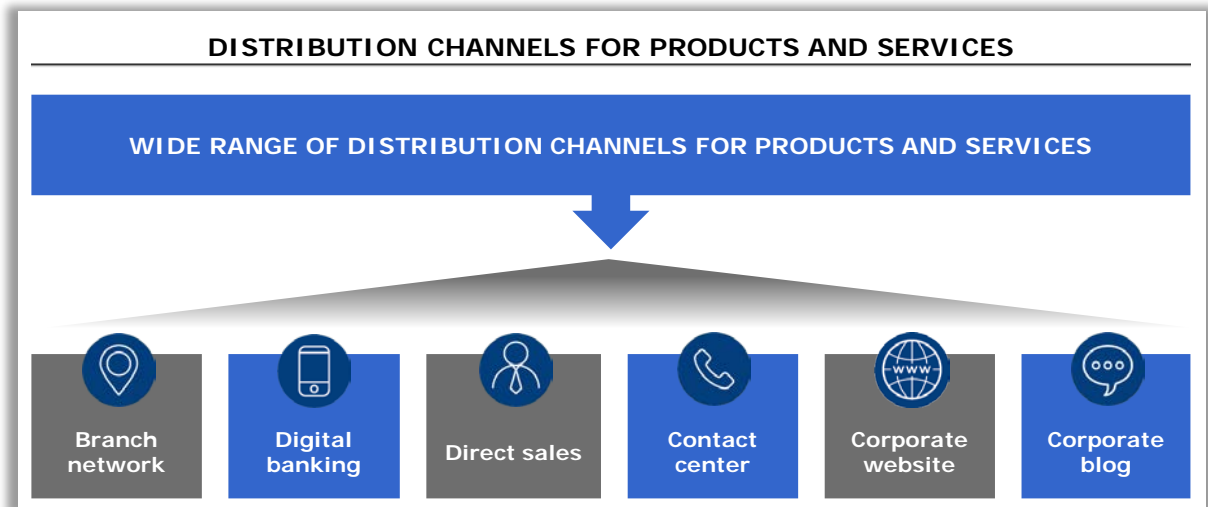 DISTRIBUTION CHANNELS FOR PRODUCTS AND SERVICES
WIDE RANGE OF DISTRIBUTION CHANNELS FOR PRODUCTS AND SERVICES
Branch
network
Digital
banking
Direct sales
Contact
center
www
Corporate
website
Corporate
blog